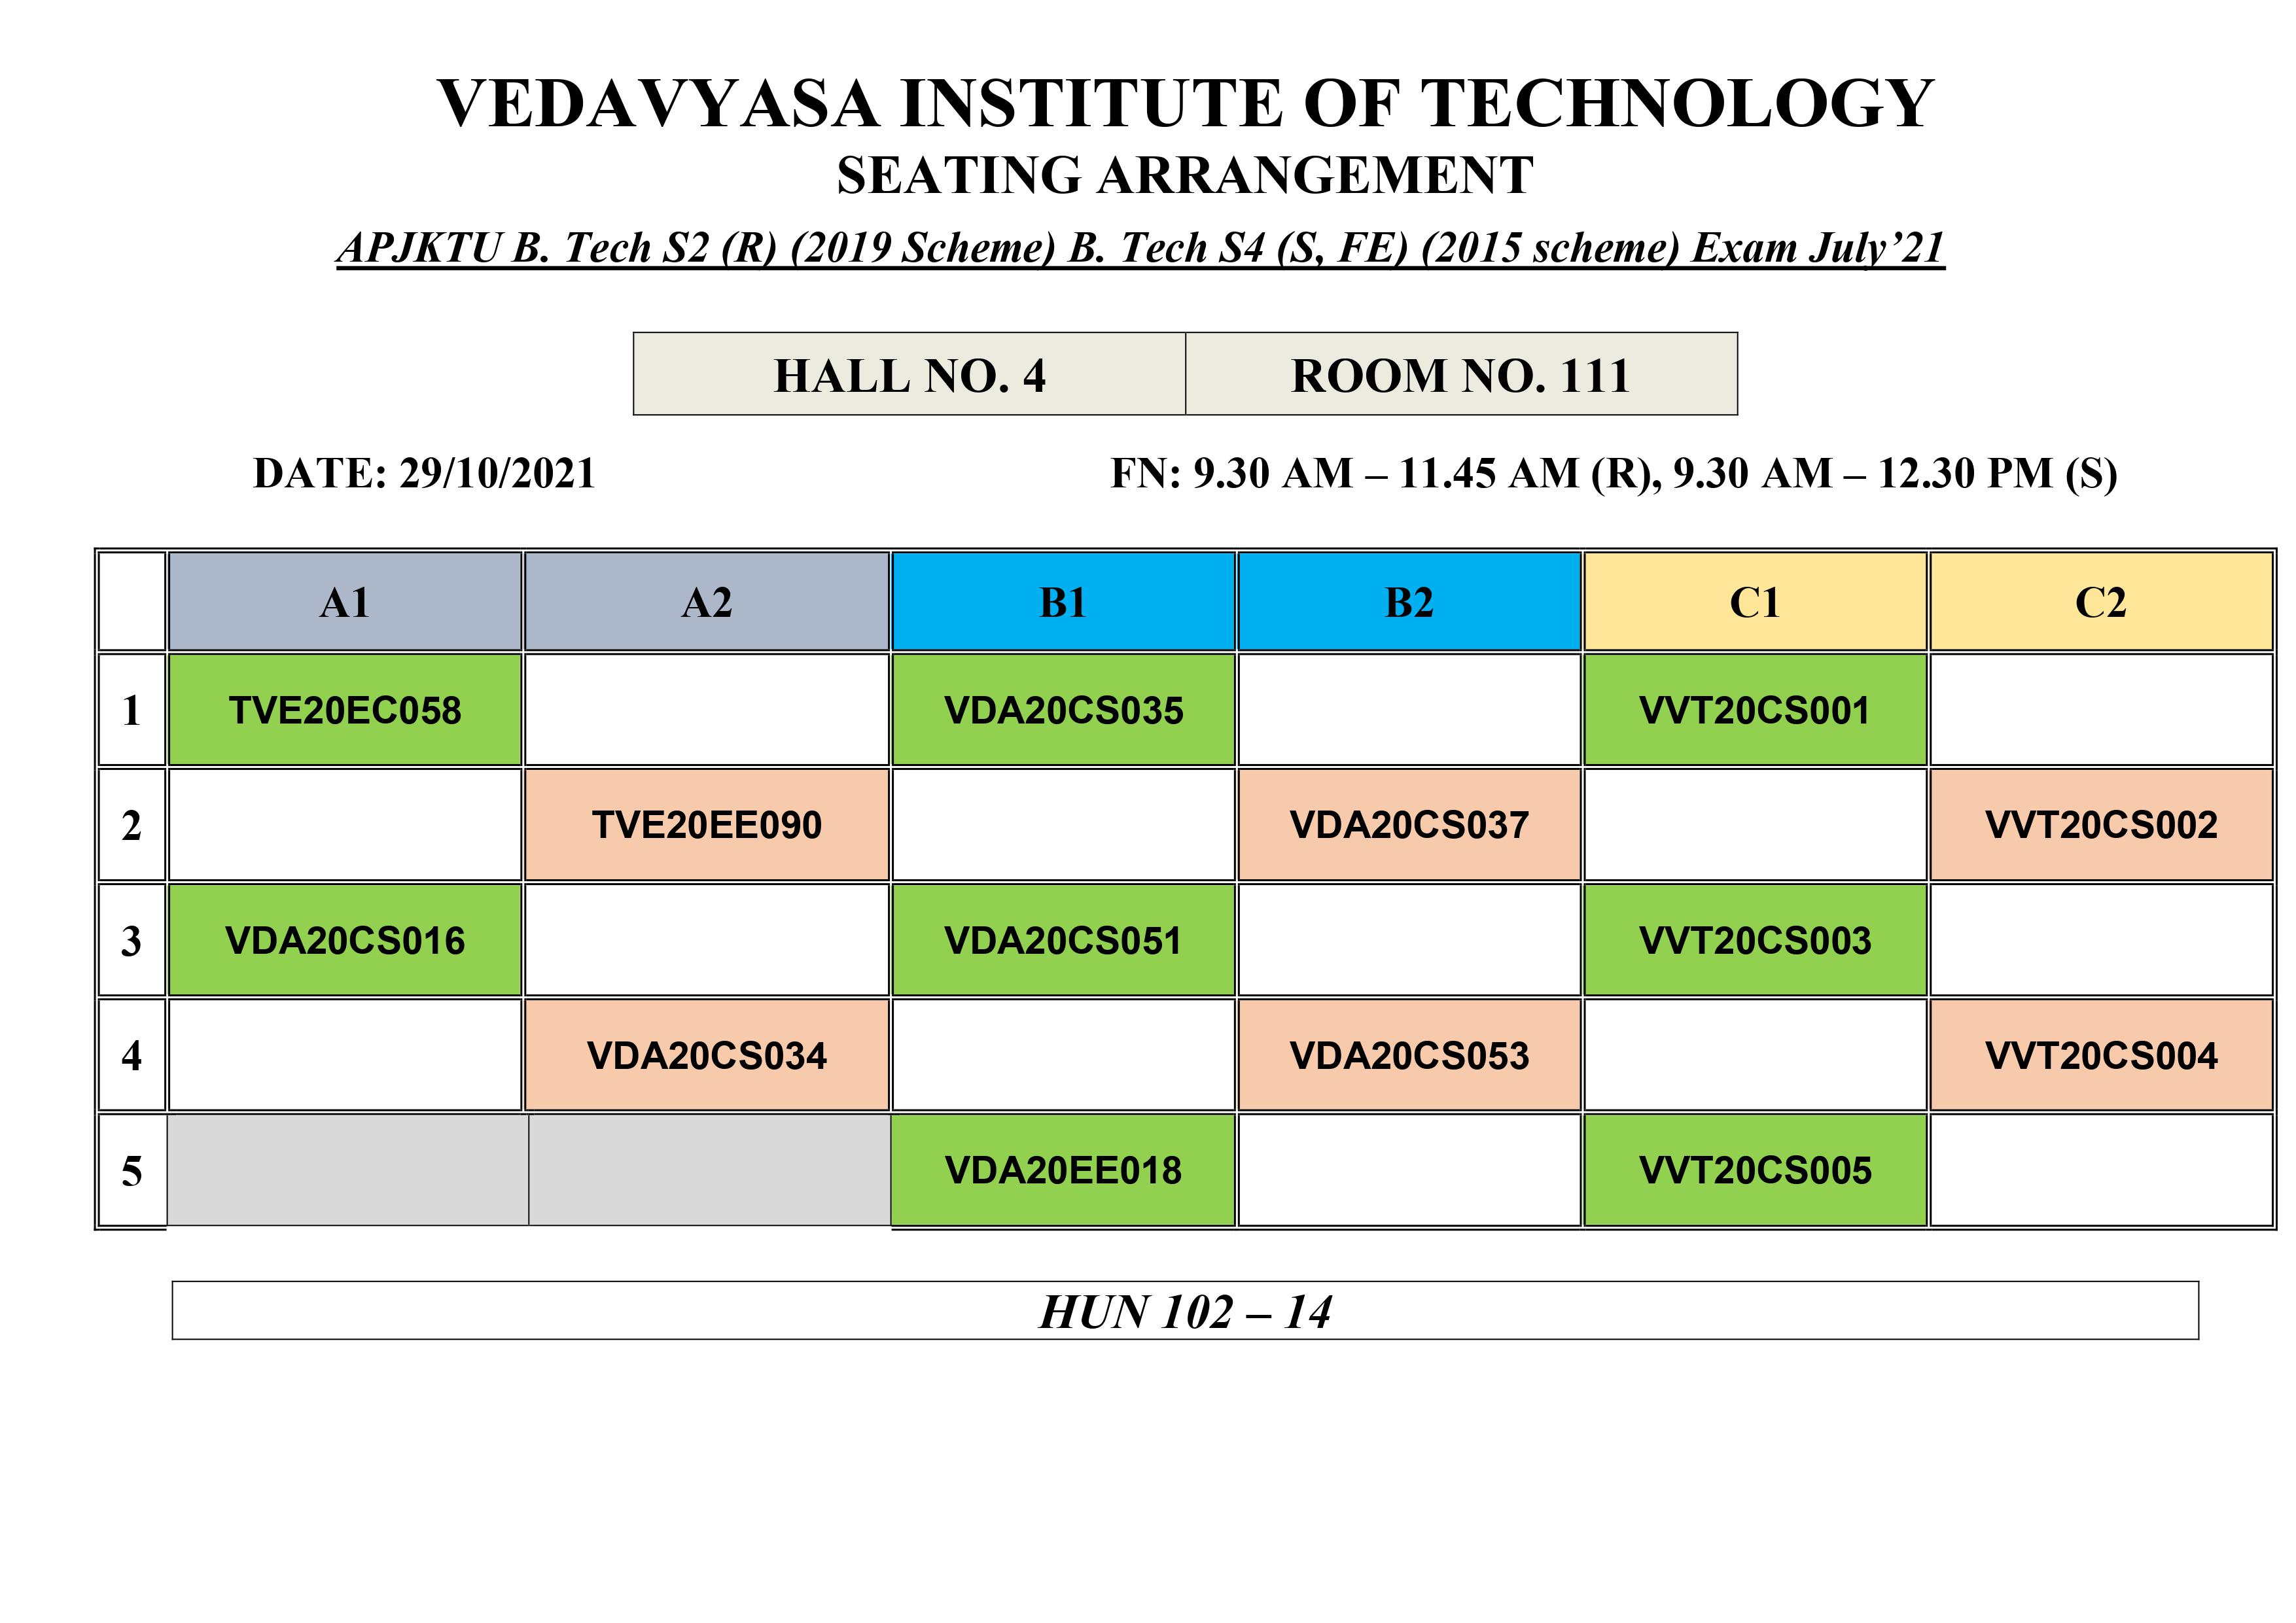 VEDAVYASA INSTITUTE OF TECHNOLOGY
SEATING ARRANGEMENT
APJKTU B. Tech S2 (R) (2019 Scheme) B. Tech S4 (S, FE) (2015 scheme) Exam July’21
HALL NO. 4 ROOM NO. 111
DATE: 29/10/2021 FN: 9.30 AM – 11.45 AM (R), 9.30 AM – 12.30 PM (S)
A1 A2 B1 B2 C1 C2
1 TVE20EC058 VDA20CS035 VVT20CS001
2 TVE20EE090 VDA20CS037 VVT20CS002
3 VDA20CS016 VDA20CS051 VVT20CS003
4 VDA20CS034 VDA20CS053 VVT20CS004
5 VDA20EE018 VVT20CS005
HUN 102 – 14